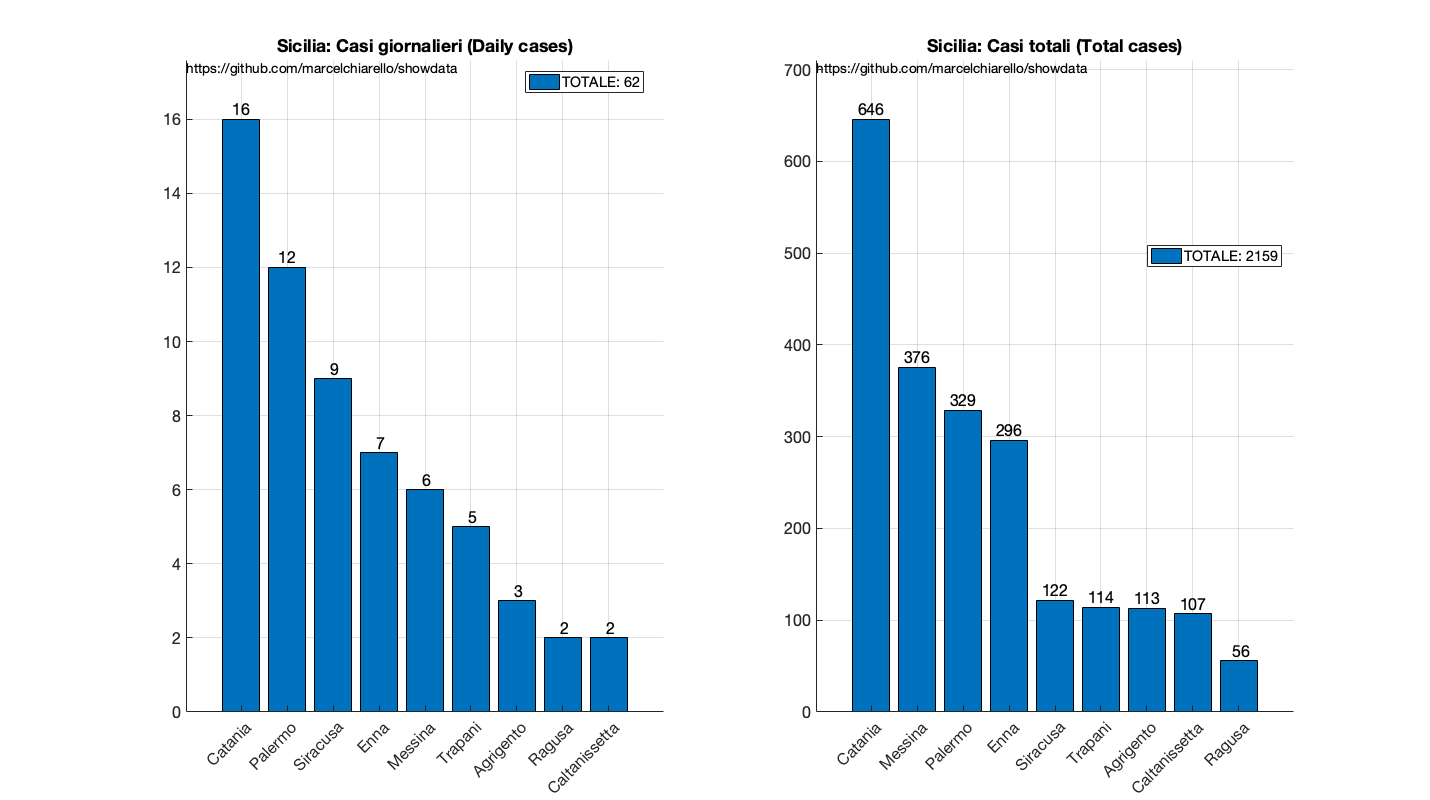 Sicilia: Casi giornalieri (Daily cases)
https://github.com/marcelchiarello/showdata
TOTALE: 62
16
14
12
10
8
6
4
2
0
16
12
9
7
6
5
3
2
2
Catania
Palermo
Siracusa
Enna
Messina
Trapani
Agrigento
Ragusa
Caltanissetta
Sicilia: Casi totali (Total cases)
https://github.com/marcelchiarello/showdata
TOTALE: 2159
700
600
500
400
300
200
100
0
646
376
329
296
122
114
113
107
56
Catania
Messina
Palermo
Enna
Siracusa
Trapani
Agrigento
Caltanissetta
Ragusa